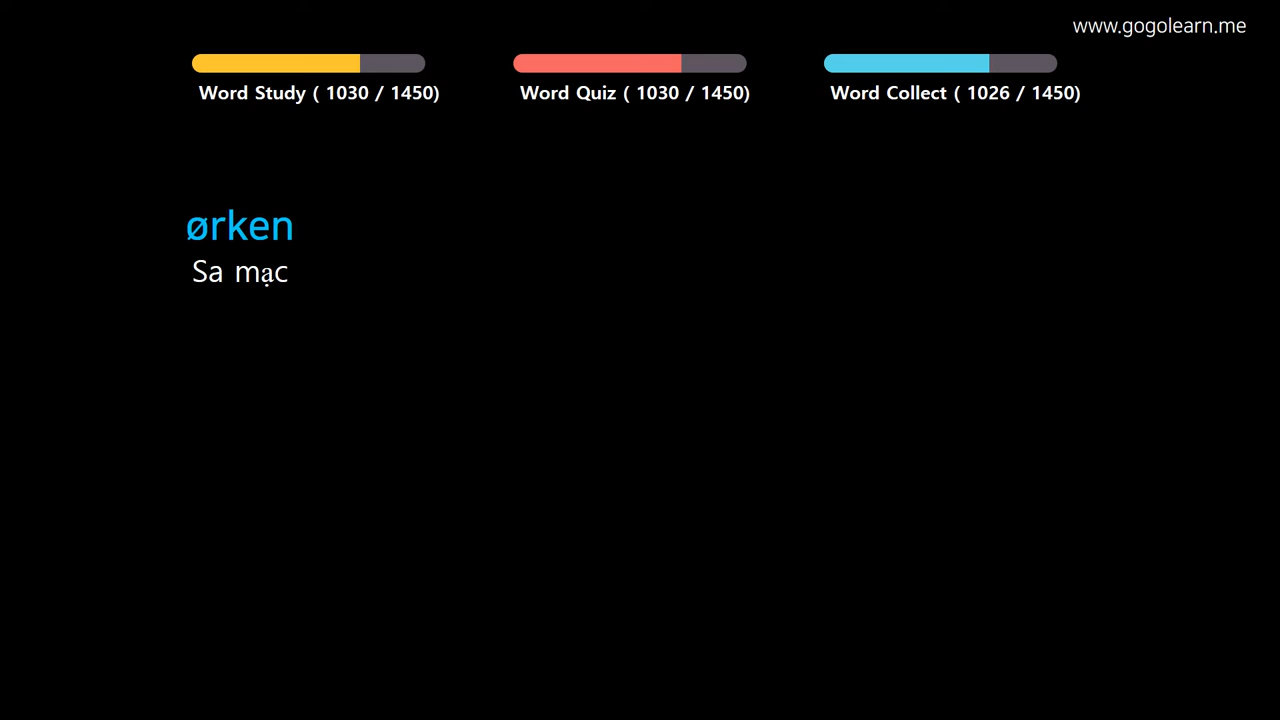 www.gogolearn.me
Word Study ( 1030 / 1450)
Word Quiz ( 1030 / 1450)
Word Collect ( 1026 / 1450)
ørken
Sa mạc